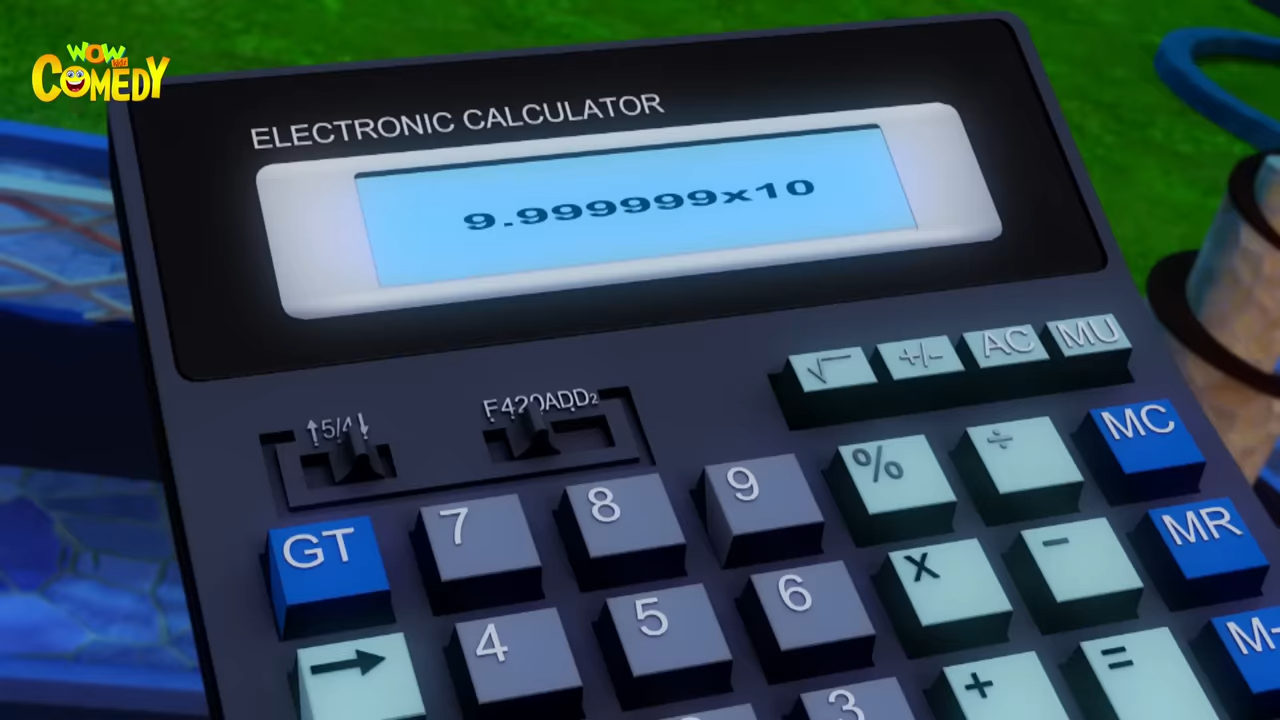 WOW
COMEDY
ELECTRONIC CALCULATOR
9.999999x10
√ +/- AC MU
↑5/4↓ F420ADD₂
GT 7 8 9 % ÷ MC
→ 4 5 6 x - MR
3 + =